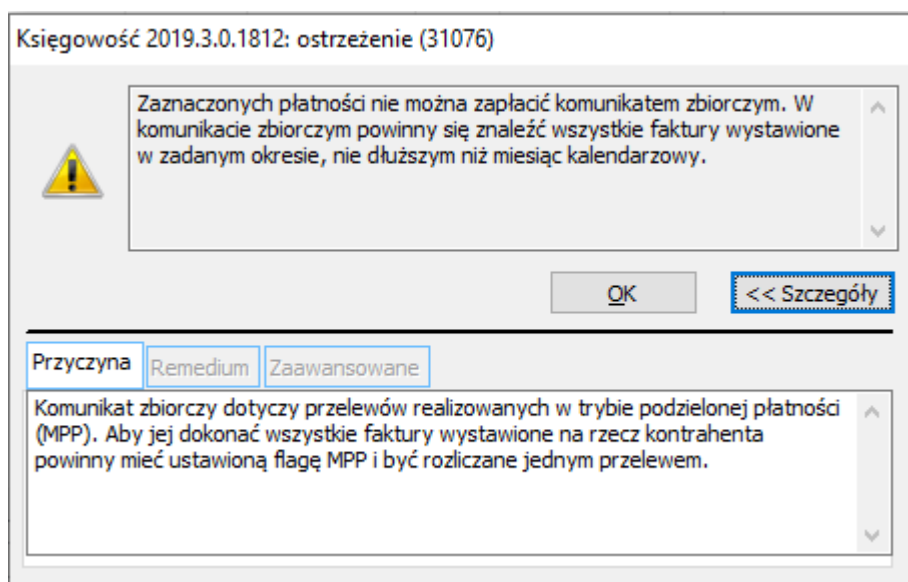 Księgowość 2019.3.0.1812: ostrzeżenie (31076)
Zaznaczonych płatności nie można zapłacić komunikatem zbiorczym. W
komunikacie zbiorczym powinny się znaleźć wszystkie faktury wystawione
w zadanym okresie, nie dłuższym niż miesiąc kalendarzowy.
OK
<< Szczegóły
Przyczyna
Remedium
Zaawansowane
Komunikat zbiorczy dotyczy przelewów realizowanych w trybie podzielonej płatności
(MPP). Aby jej dokonać wszystkie faktury wystawione na rzecz kontrahenta
powinny mieć ustawioną flagę MPP i być rozliczane jednym przelewem.